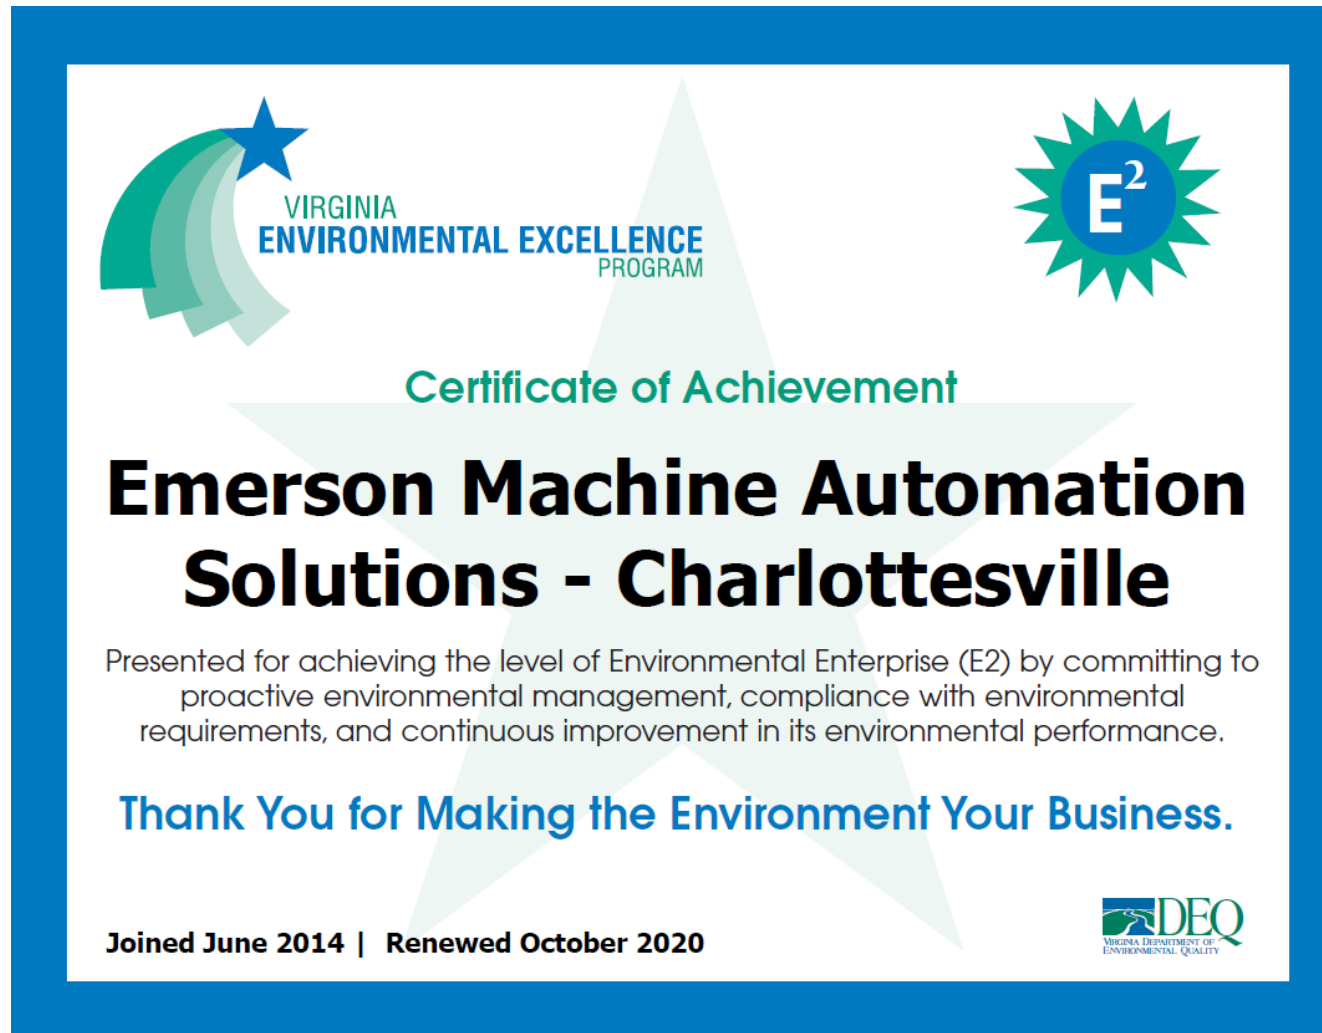 VIRGINIA
ENVIRONMENTAL EXCELLENCE
PROGRAM
E²
Certificate of Achievement
Emerson Machine Automation
Solutions - Charlottesville
Presented for achieving the level of Environmental Enterprise (E2) by committing to
proactive environmental management, compliance with environmental
requirements, and continuous improvement in its environmental performance.
Thank You for Making the Environment Your Business.
Joined June 2014 | Renewed October 2020
DEQ
VIRGINIA DEPARTMENT OF
ENVIRONMENTAL QUALITY